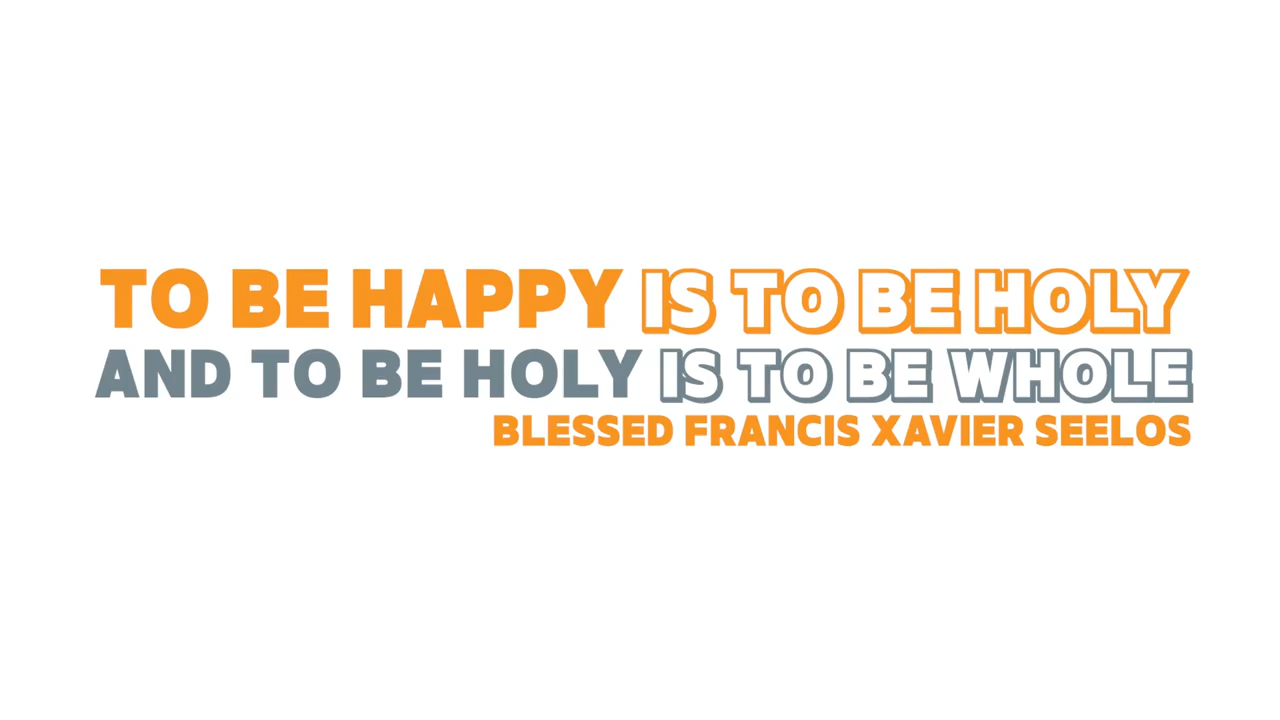 TO BE HAPPY IS TO BE HOLY
AND TO BE HOLY IS TO BE WHOLE
BLESSED FRANCIS XAVIER SEELOS